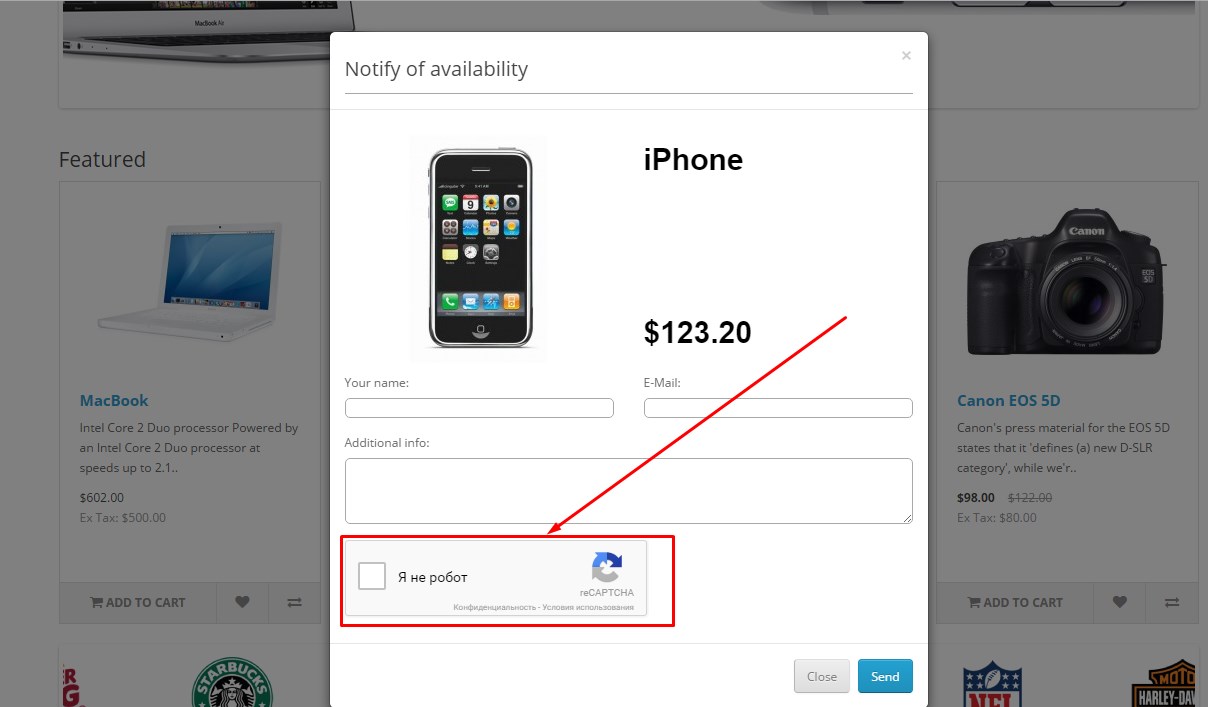 MacBook Air
Notify of availability
×
Featured
iPhone
$123.20
Your name:
E-Mail:
Additional info:
Я не робот
reCAPTCHA
Конфиденциальность - Условия использования
Close
Send
MacBook
Intel Core 2 Duo processor Powered by
an Intel Core 2 Duo processor at
speeds up to 2.1..
$602.00
Ex Tax: $500.00
ADD TO CART
Canon
EOS
5D
Canon EOS 5D
Canon's press material for the EOS 5D
states that it 'defines (a) new D-SLR
category', while we'r..
$98.00 $122.00
Ex Tax: $80.00
ADD TO CART
STARBUCKS
NFL
MOTO
HARLEY-DAV